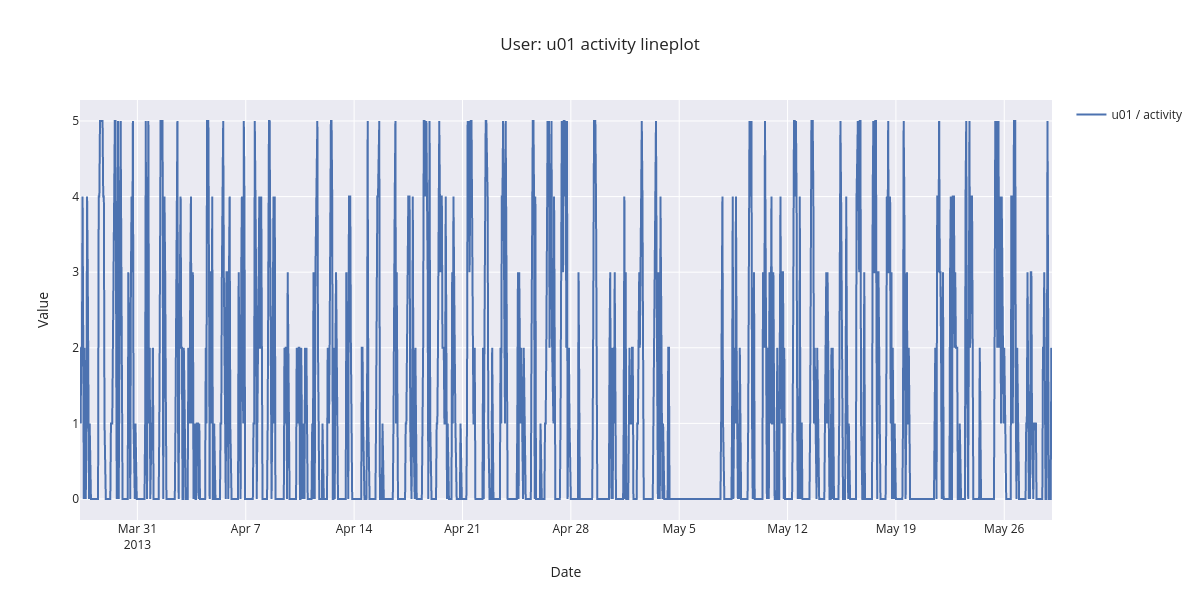 User: u01 activity lineplot
u01 / activity
Value
5
4
3
2
1
0
Mar 31
2013
Apr 7
Apr 14
Apr 21
Apr 28
May 5
May 12
May 19
May 26
Date